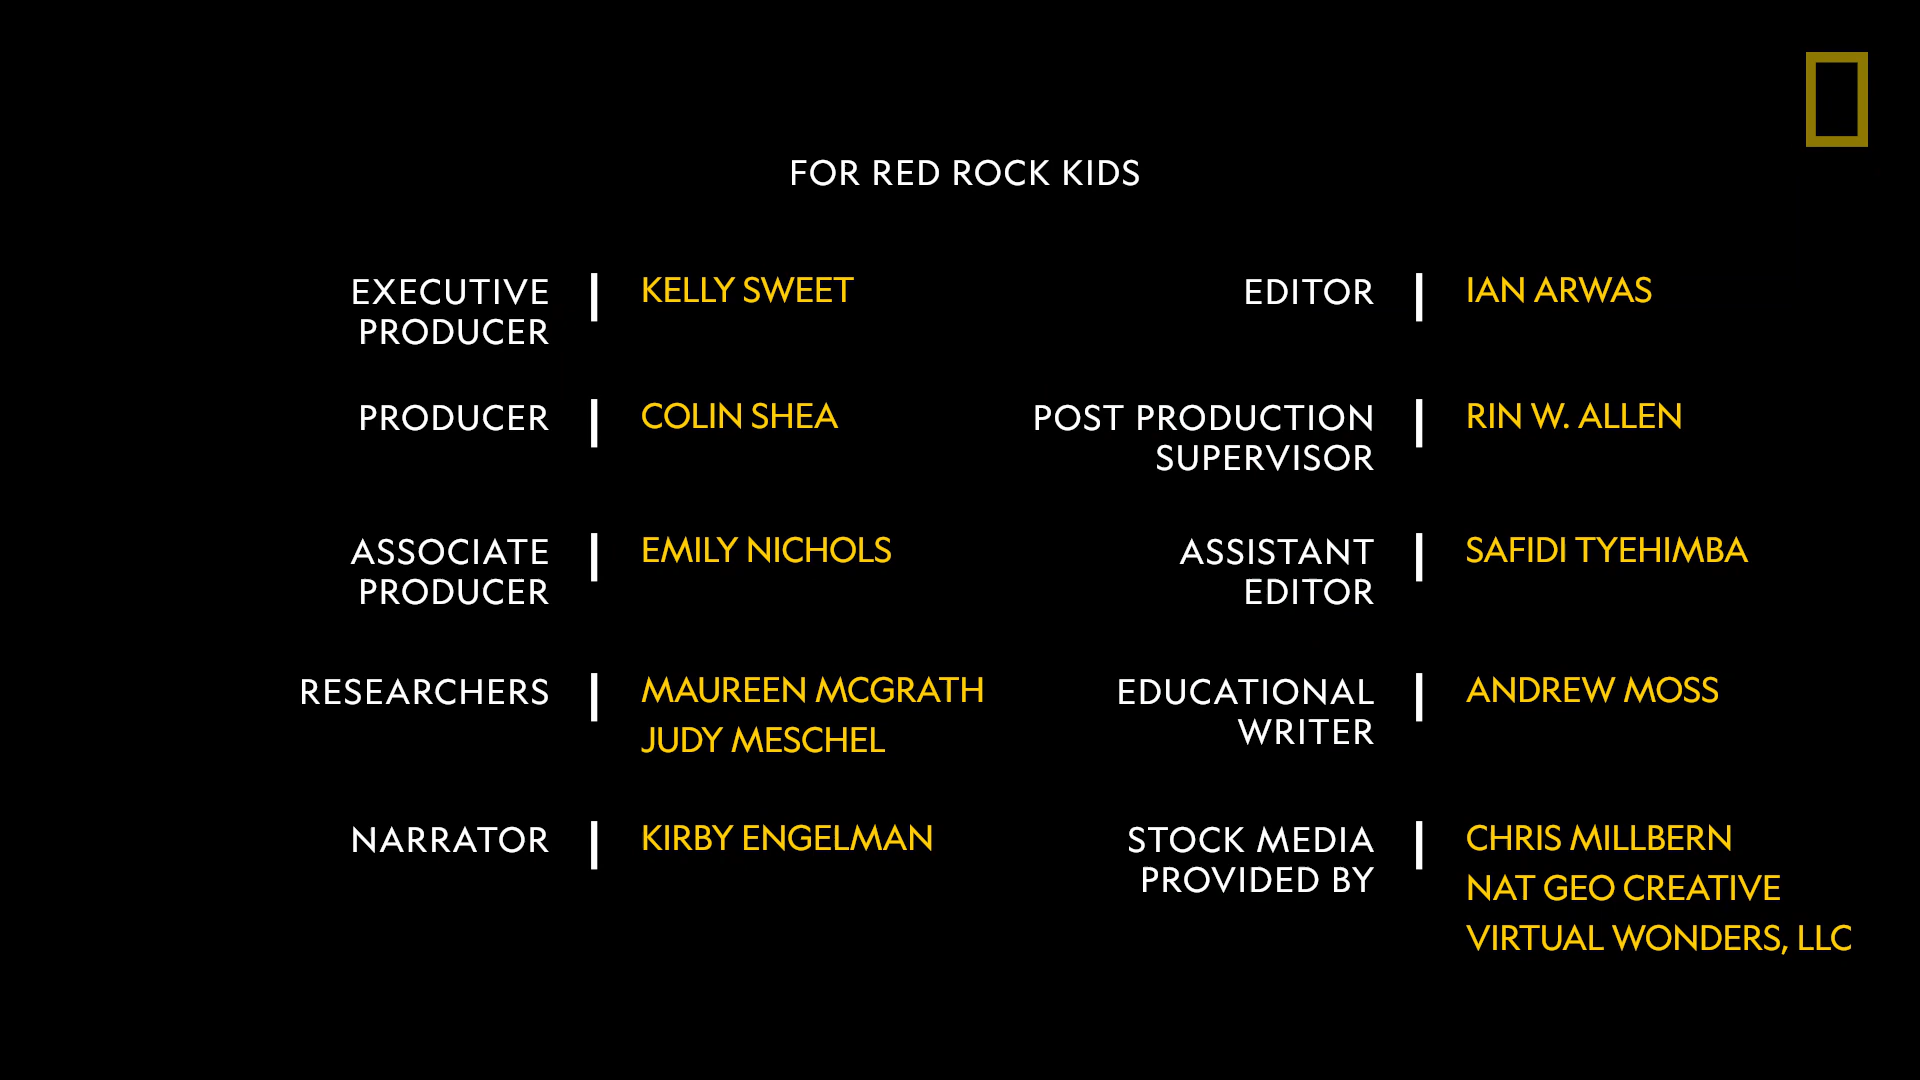 FOR RED ROCK KIDS
EXECUTIVE
PRODUCER
KELLY SWEET
PRODUCER
COLIN SHEA
ASSOCIATE
PRODUCER
EMILY NICHOLS
RESEARCHERS
MAUREEN MCGRATH
JUDY MESCHEL
NARRATOR
KIRBY ENGELMAN
EDITOR
IAN ARWAS
POST PRODUCTION
SUPERVISOR
RIN W. ALLEN
ASSISTANT
EDITOR
SAFIDI TYEHIMBA
EDUCATIONAL
WRITER
ANDREW MOSS
STOCK MEDIA
PROVIDED BY
CHRIS MILLBERN
NAT GEO CREATIVE
VIRTUAL WONDERS, LLC